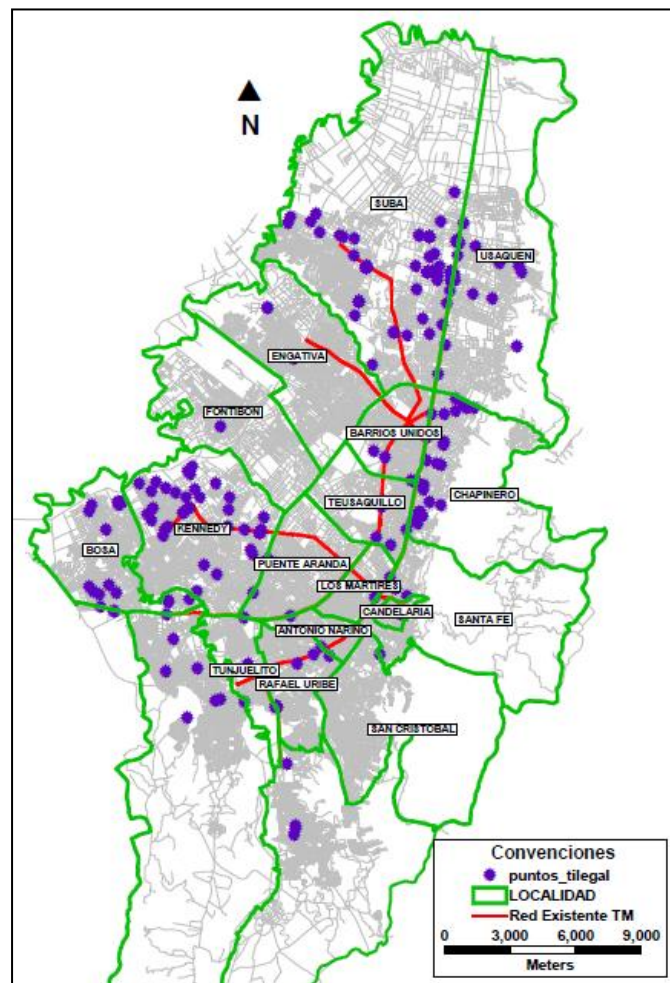 N
SUBA
USAQUEN
ENGATIVA
FONTIBON
BARRIOS UNIDOS
CHAPINERO
TEUSAQUILLO
KENNEDY
BOSA
PUENTE ARANDA
LOS MARTIRES
CANDELARIA
SANTA FE
ANTONIO NARIÑO
TUNJUELITO
RAFAEL URIBE
SAN CRISTOBAL
Convenciones
puntos_tilegal
LOCALIDAD
Red Existente TM
0 3,000 6,000 9,000
Meters